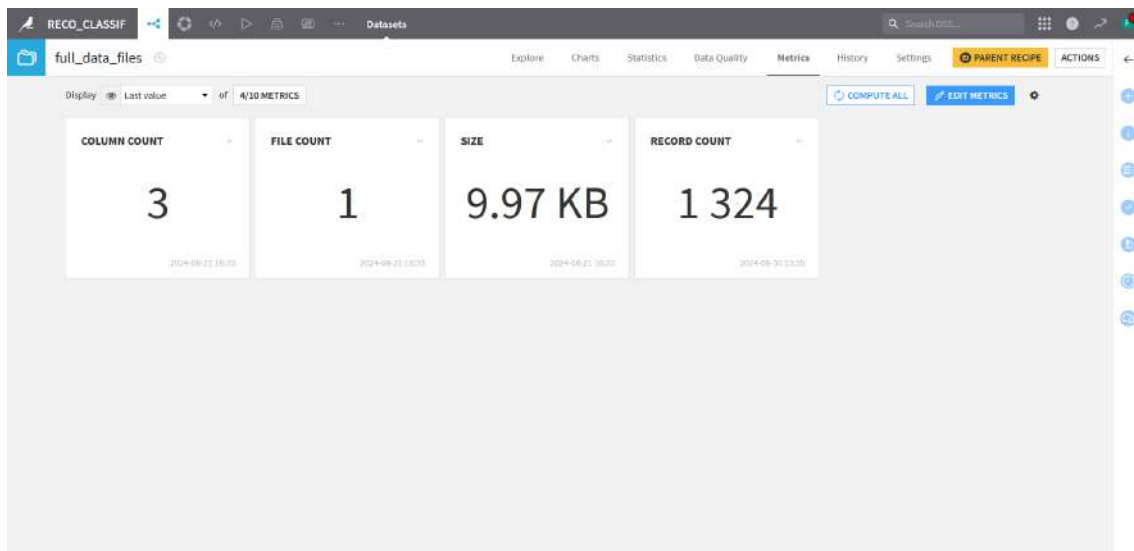 RECO_CLASSIF Datasets Search DSS...
full_data_files Explore Charts Statistics Data Quality Metrics History Settings PARENT RECIPE ACTIONS
Display Last value of 4/10 METRICS COMPUTE ALL EDIT METRICS
COLUMN COUNT FILE COUNT SIZE RECORD COUNT
3 1 9.97 KB 1 324